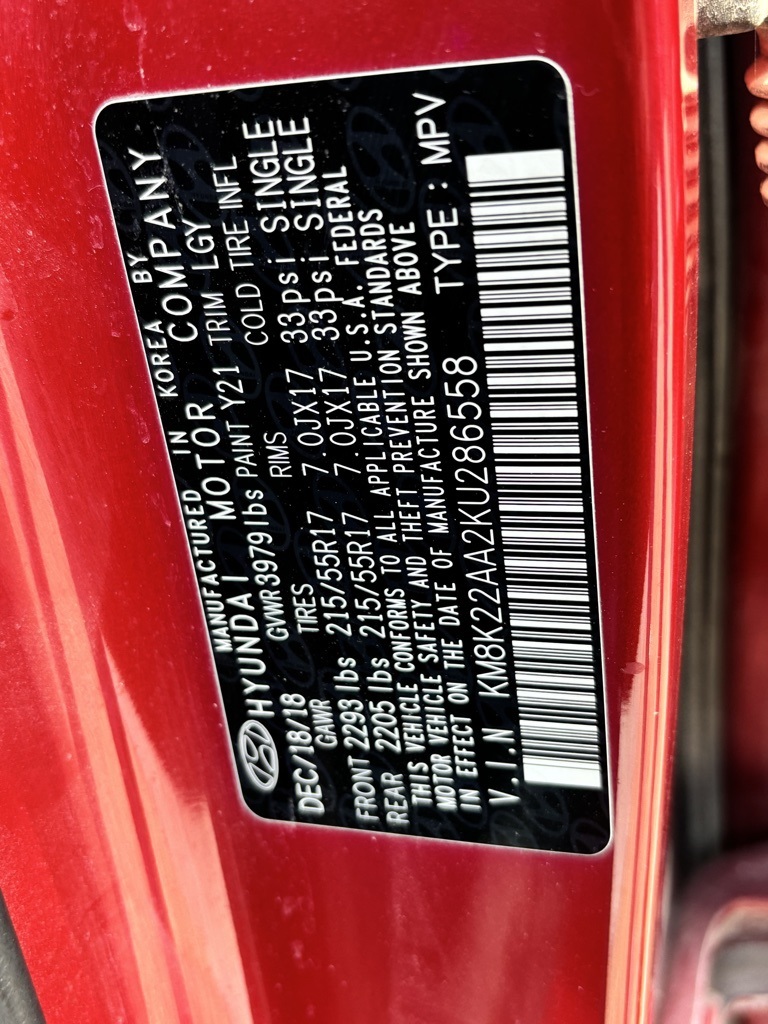 MANUFACTURED IN KOREA BY
HYUNDAI MOTOR COMPANY
DEC/18/18 GVWR3979lbs PAINT Y21 TRIM LGY
GAWR TIRES RIMS COLD TIRE INFL
FRONT 2293 lbs 215/55R17 7.0JX17 33psi SINGLE
REAR 2205 lbs 215/55R17 7.0JX17 33psi SINGLE
THIS VEHICLE CONFORMS TO ALL APPLICABLE U.S.A. FEDERAL
MOTOR VEHICLE SAFETY AND THEFT PREVENTION STANDARDS
IN EFFECT ON THE DATE OF MANUFACTURE SHOWN ABOVE
V.I.N KM8K22AA2KU286558 TYPE : MPV